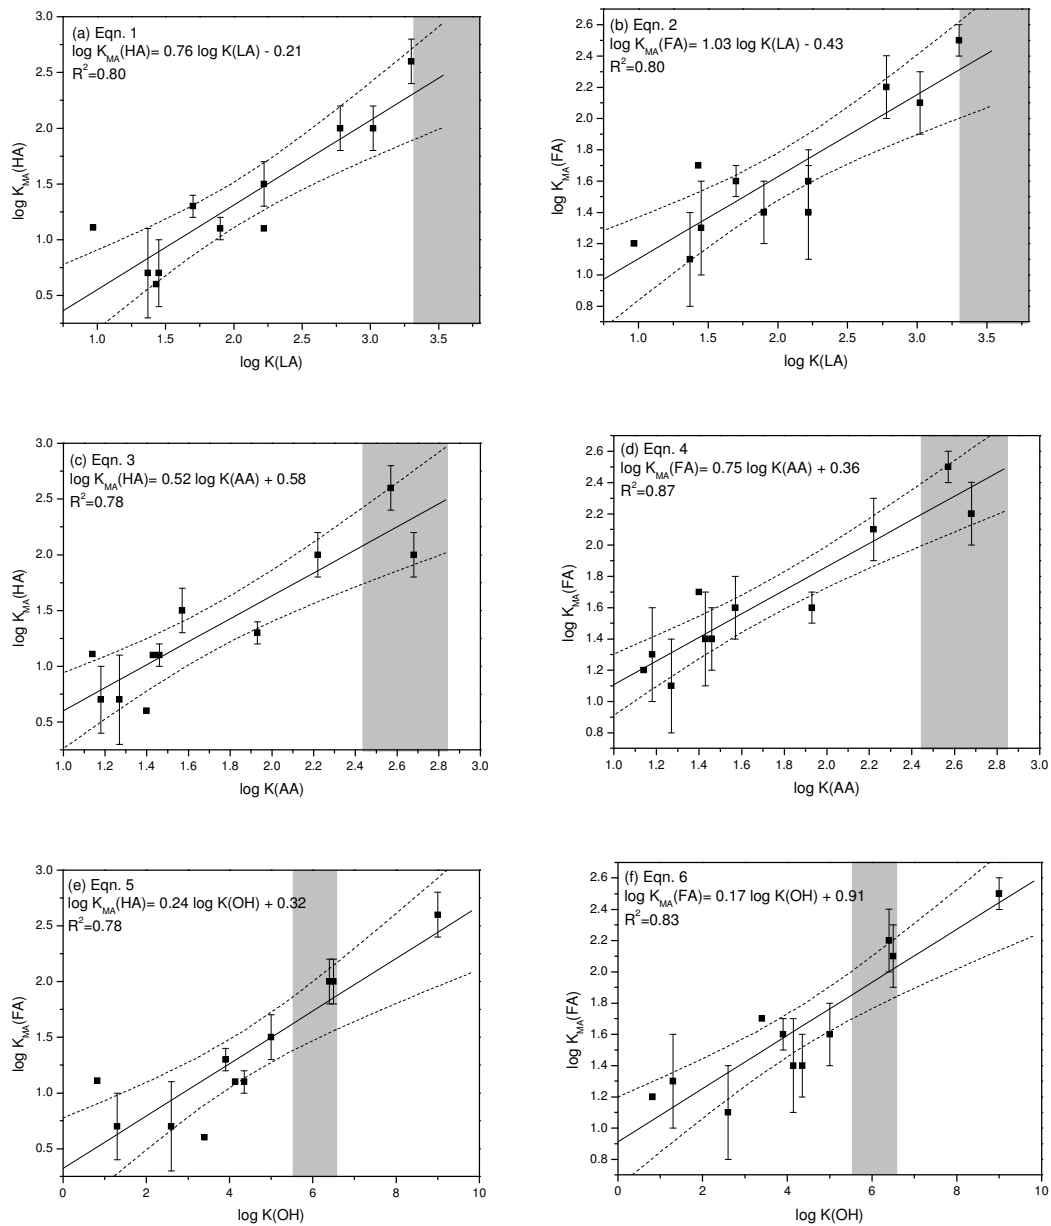 (a) Eqn. 1
log K_MA(HA)= 0.76 log K(LA) - 0.21
R²=0.80
log K_MA(HA)
3.0
2.5
2.0
1.5
1.0
0.5
1.0 1.5 2.0 2.5 3.0 3.5
log K(LA)
(b) Eqn. 2
log K_MA(FA)= 1.03 log K(LA) - 0.43
R²=0.80
log K_MA(FA)
2.6
2.4
2.2
2.0
1.8
1.6
1.4
1.2
1.0
0.8
1.0 1.5 2.0 2.5 3.0 3.5
log K(LA)
(c) Eqn. 3
log K_MA(HA)= 0.52 log K(AA) + 0.58
R²=0.78
log K_MA(HA)
3.0
2.5
2.0
1.5
1.0
0.5
1.0 1.2 1.4 1.6 1.8 2.0 2.2 2.4 2.6 2.8 3.0
log K(AA)
(d) Eqn. 4
log K_MA(FA)= 0.75 log K(AA) + 0.36
R²=0.87
log K_MA(FA)
2.6
2.4
2.2
2.0
1.8
1.6
1.4
1.2
1.0
0.8
1.0 1.2 1.4 1.6 1.8 2.0 2.2 2.4 2.6 2.8 3.0
log K(AA)
(e) Eqn. 5
log K_MA(HA)= 0.24 log K(OH) + 0.32
R²=0.78
log K_MA(FA)
3.0
2.5
2.0
1.5
1.0
0.5
0 2 4 6 8 10
log K(OH)
(f) Eqn. 6
log K_MA(FA)= 0.17 log K(OH) + 0.91
R²=0.83
log K_MA(FA)
2.6
2.4
2.2
2.0
1.8
1.6
1.4
1.2
1.0
0.8
0 2 4 6 8 10
log K(OH)